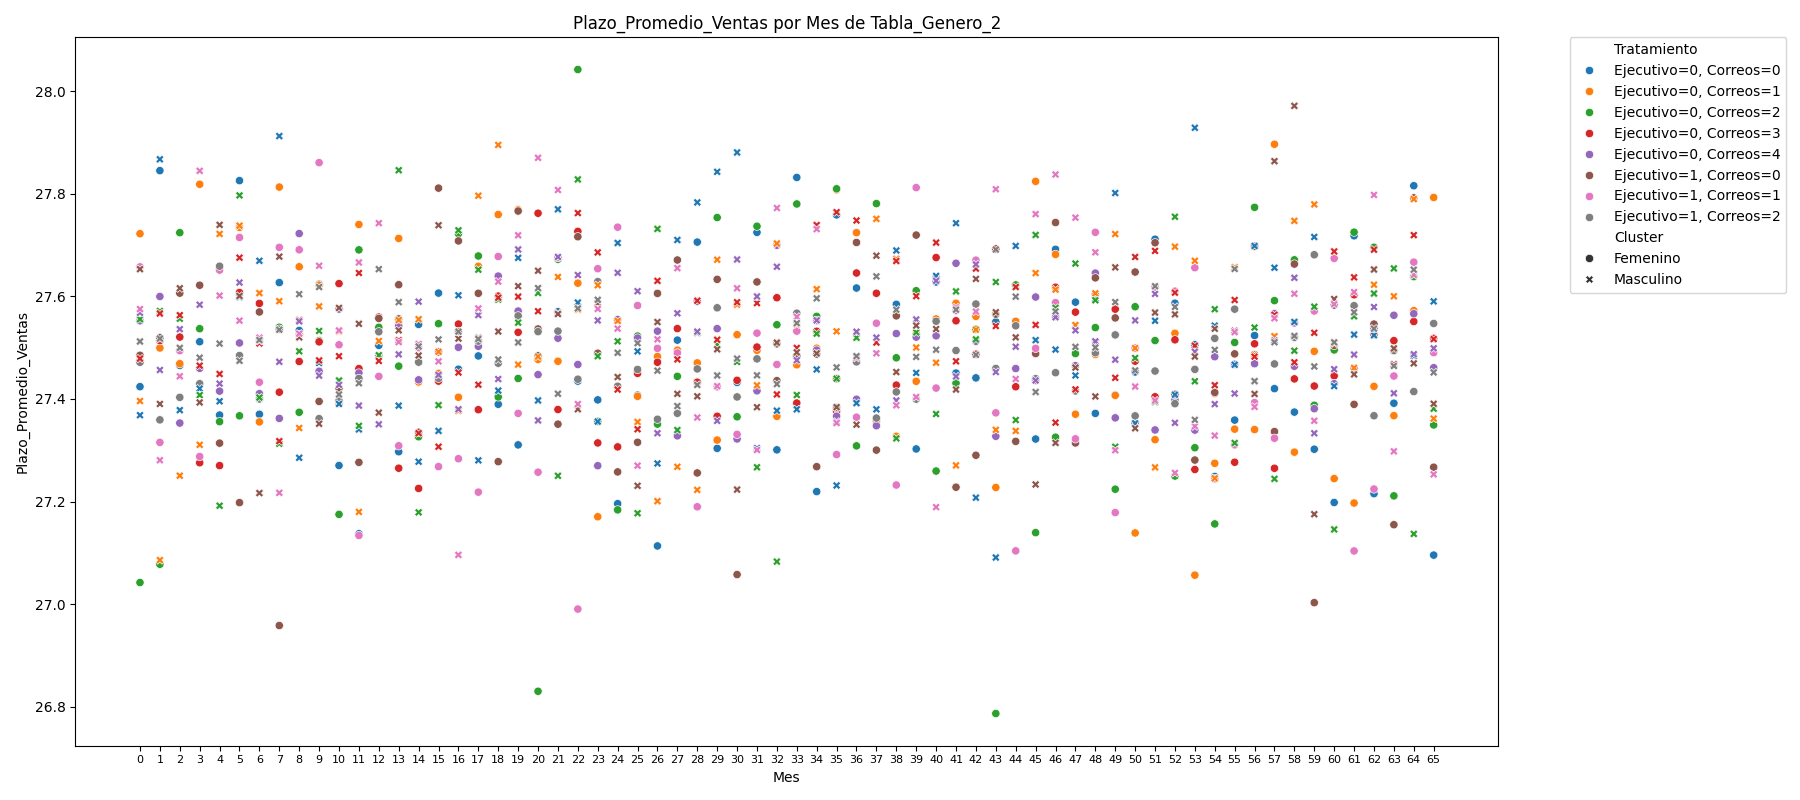 Plazo_Promedio_Ventas por Mes de Tabla_Genero_2
Plazo_Promedio_Ventas
28.0
27.8
27.6
27.4
27.2
27.0
26.8
0 1 2 3 4 5 6 7 8 9 10 11 12 13 14 15 16 17 18 19 20 21 22 23 24 25 26 27 28 29 30 31 32 33 34 35 36 37 38 39 40 41 42 43 44 45 46 47 48 49 50 51 52 53 54 55 56 57 58 59 60 61 62 63 64 65
Mes
Tratamiento
Ejecutivo=0, Correos=0
Ejecutivo=0, Correos=1
Ejecutivo=0, Correos=2
Ejecutivo=0, Correos=3
Ejecutivo=0, Correos=4
Ejecutivo=1, Correos=0
Ejecutivo=1, Correos=1
Ejecutivo=1, Correos=2
Cluster
Femenino
Masculino